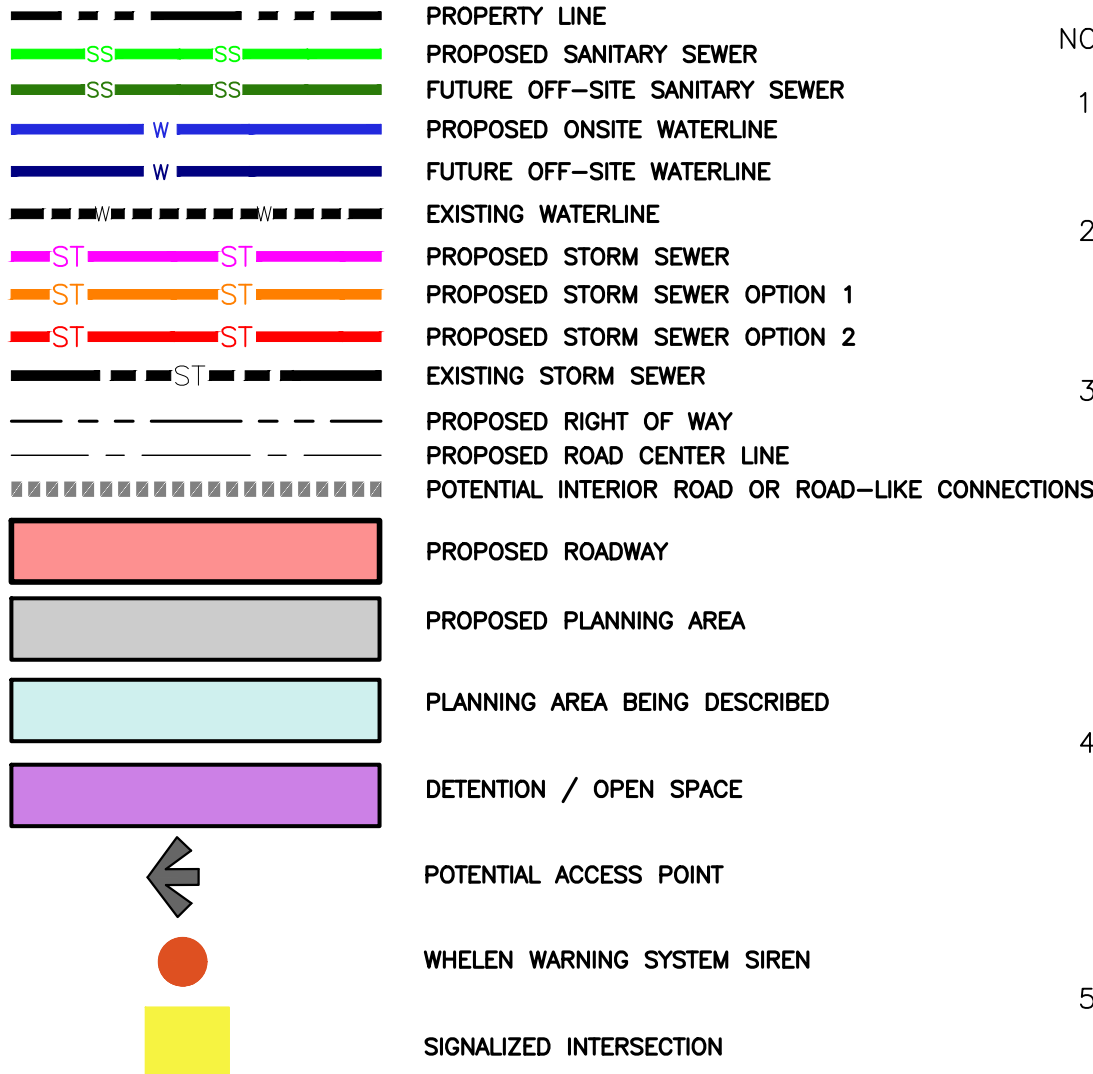 PROPERTY LINE
SS SS PROPOSED SANITARY SEWER
SS SS FUTURE OFF-SITE SANITARY SEWER
W PROPOSED ONSITE WATERLINE
W FUTURE OFF-SITE WATERLINE
W W EXISTING WATERLINE
ST ST PROPOSED STORM SEWER
ST ST PROPOSED STORM SEWER OPTION 1
ST ST PROPOSED STORM SEWER OPTION 2
ST EXISTING STORM SEWER
PROPOSED RIGHT OF WAY
PROPOSED ROAD CENTER LINE
POTENTIAL INTERIOR ROAD OR ROAD-LIKE CONNECTIONS
PROPOSED ROADWAY
PROPOSED PLANNING AREA
PLANNING AREA BEING DESCRIBED
DETENTION / OPEN SPACE
POTENTIAL ACCESS POINT
WHELEN WARNING SYSTEM SIREN
SIGNALIZED INTERSECTION
1
2
3
4
5